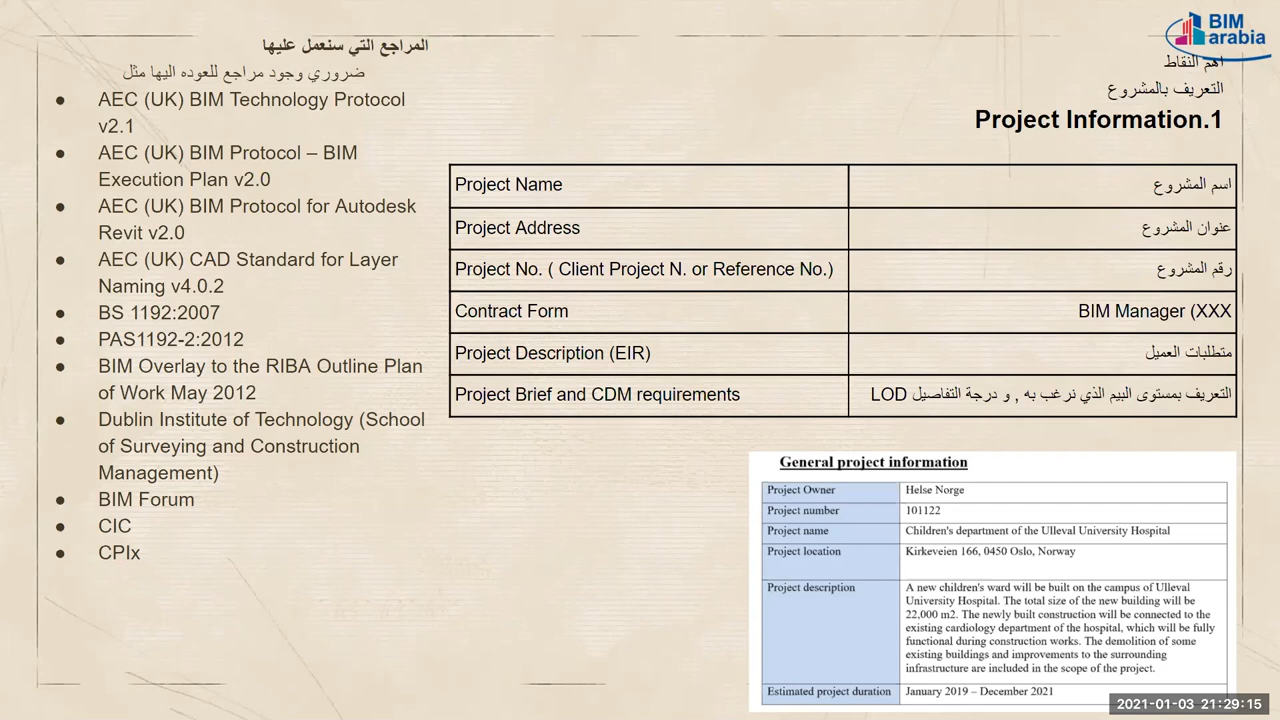 BIM
arabia
المراجع التي سنعمل عليها
ضروري وجود مراجع للعوده اليها مثل
● AEC (UK) BIM Technology Protocol
v2.1
● AEC (UK) BIM Protocol – BIM
Execution Plan v2.0
● AEC (UK) BIM Protocol for Autodesk
Revit v2.0
● AEC (UK) CAD Standard for Layer
Naming v4.0.2
● BS 1192:2007
● PAS1192-2:2012
● BIM Overlay to the RIBA Outline Plan
of Work May 2012
● Dublin Institute of Technology (School
of Surveying and Construction
Management)
● BIM Forum
● CIC
● CPIx
اهم النقاط
التعريف بالمشروع
Project Information.1
Project Name اسم المشروع
Project Address عنوان المشروع
Project No. ( Client Project N. or Reference No.) رقم المشروع
Contract Form BIM Manager (XXX
Project Description (EIR) متطلبات العميل
Project Brief and CDM requirements التعريف بمستوى البيم الذي نرغب به , و درجة التفاصيل LOD
General project information
Project Owner Helse Norge
Project number 101122
Project name Children's department of the Ulleval University Hospital
Project location Kirkeveien 166, 0450 Oslo, Norway
Project description A new children's ward will be built on the campus of Ulleval
University Hospital. The total size of the new building will be
22,000 m2. The newly built construction will be connected to the
existing cardiology department of the hospital, which will be fully
functional during construction works. The demolition of some
existing buildings and improvements to the surrounding
infrastructure are included in the scope of the project.
Estimated project duration January 2019 – December 2021
2021-01-03 21:29:15